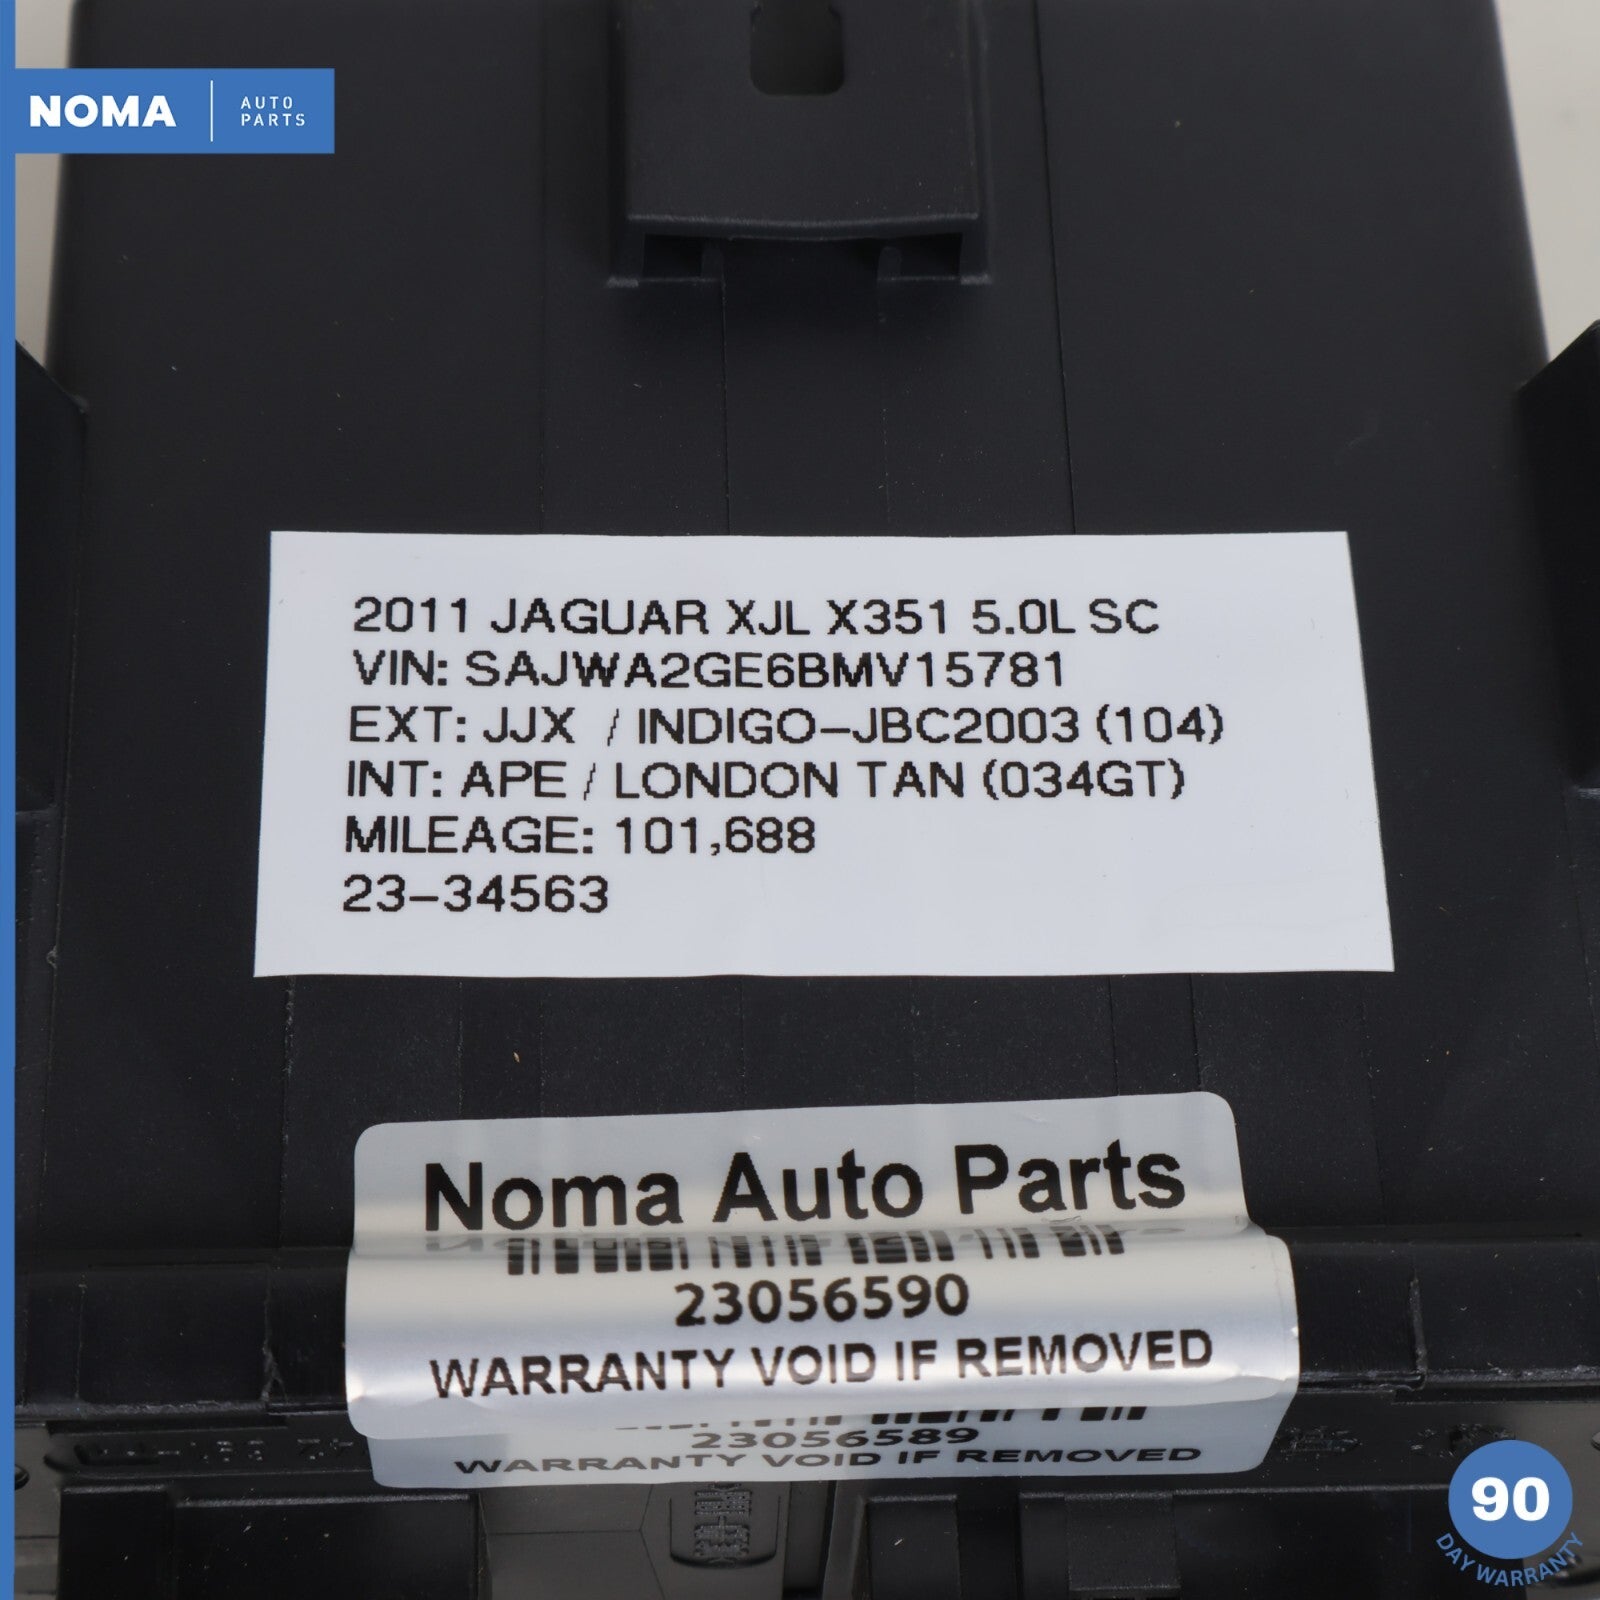 NOMA
AUTO
PARTS
2011 JAGUAR XJL X351 5.0L SC
VIN: SAJWA2GE6BMV15781
EXT: JJX / INDIGO-JBC2003 (104)
INT: APE / LONDON TAN (034GT)
MILEAGE: 101,688
23-34563
Noma Auto Parts
23056590
WARRANTY VOID IF REMOVED
23056589
WARRANTY VOID IF REMOVED
90
DAY WARRANTY